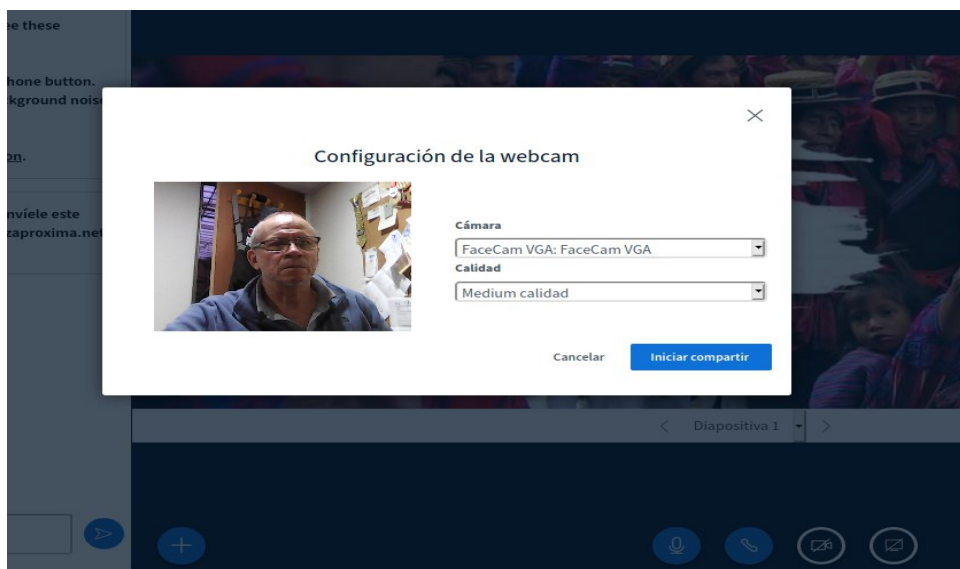 ee these
hone button.
kground nois
on.
nvíele este
zaproxima.net
Configuración de la webcam
Cámara
FaceCam VGA: FaceCam VGA
Calidad
Medium calidad
Cancelar
Iniciar compartir
Diapositiva 1